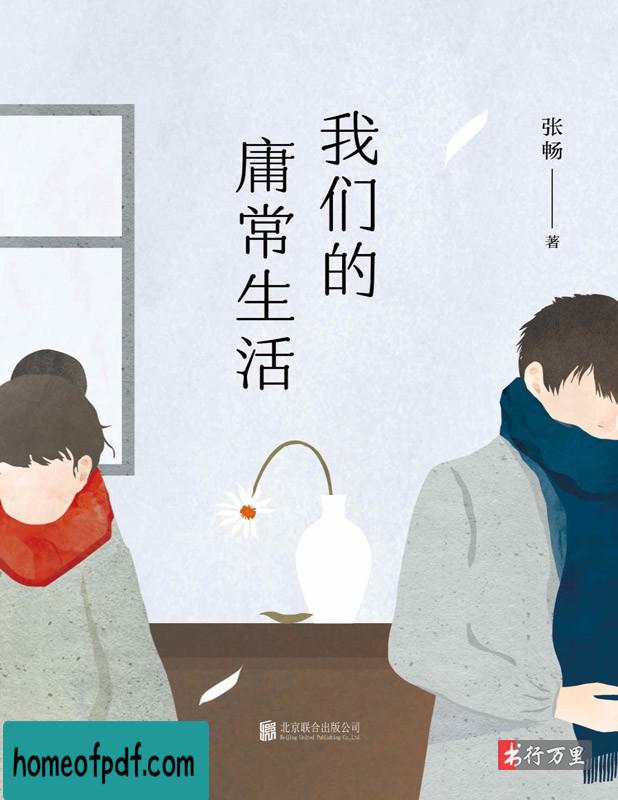 我们的
庸常生活
张畅
著
北京联合出版公司
Beijing United Publishing Co.,Ltd.
书行万里
homeofpdf.com